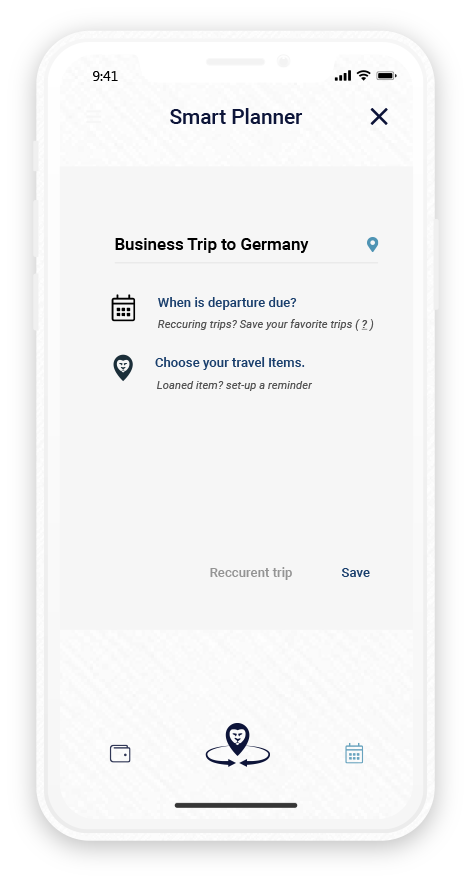 9:41
Smart Planner
Business Trip to Germany
When is departure due?
Reccuring trips? Save your favorite trips ( ? )
Choose your travel Items.
Loaned item? set-up a reminder
Reccurent trip
Save